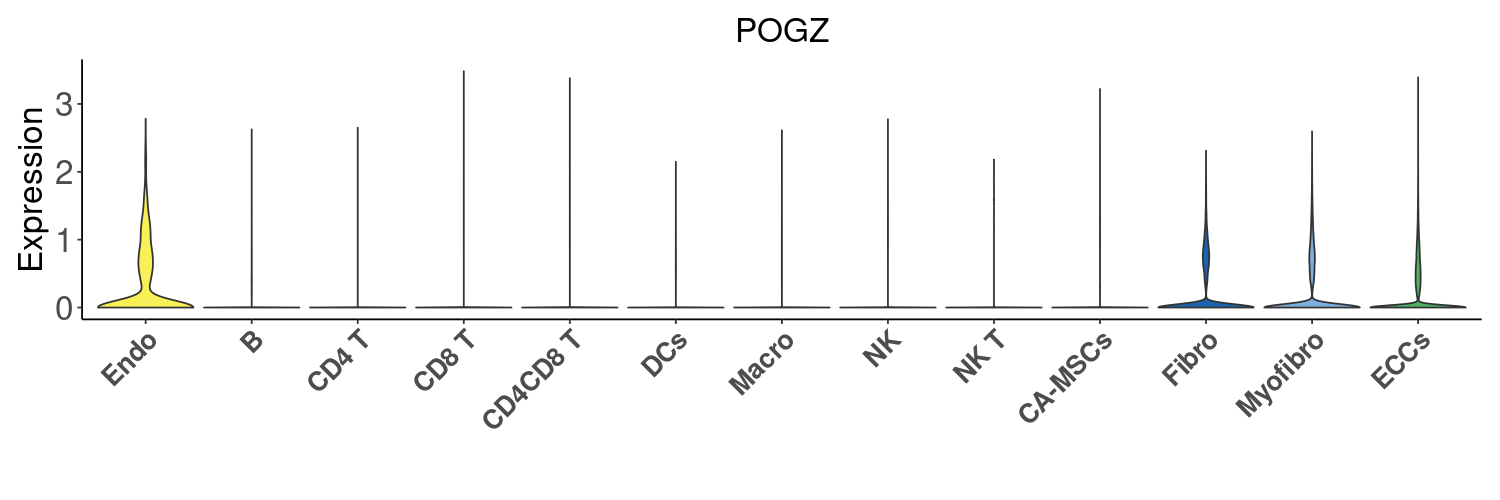 POGZ
Expression
3
2
1
0
Endo
B
CD4 T
CD8 T
CD4CD8 T
DCs
Macro
NK
NK T
CA-MSCs
Fibro
Myofibro
ECCs